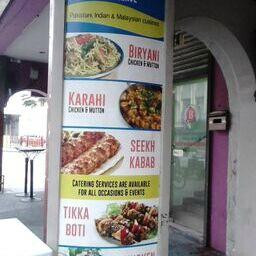 Pakistani, Indian & Malaysian cuisines
BIRYANI
CHICKEN & MUTTON
KARAHI
CHICKEN & MUTTON
SEEKH
KABAB
CATERING SERVICES ARE AVAILABLE
FOR ALL OCCASIONS & EVENTS
TIKKA
BOTI